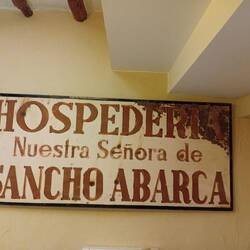 HOSPEDERIA
Nuestra Señora de
SANCHO ABARCA